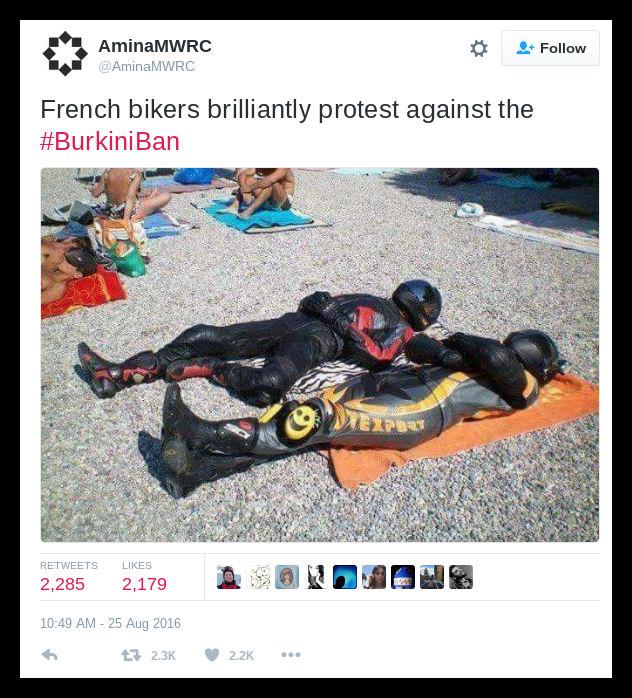 AminaMWRC
@AminaMWRC
Follow
French bikers brilliantly protest against the
#BurkiniBan
TEXPORT
RETWEETS LIKES
2,285 2,179
10:49 AM - 25 Aug 2016
2.3K 2.2K